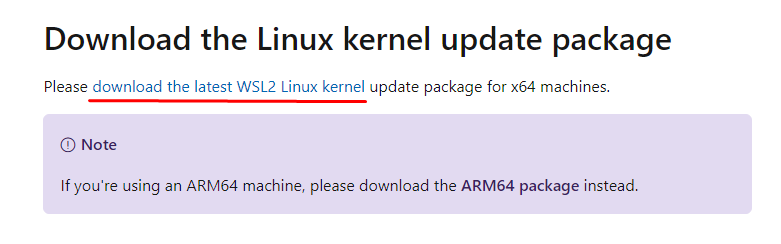 Download the Linux kernel update package
Please download the latest WSL2 Linux kernel update package for x64 machines.
Note
If you're using an ARM64 machine, please download the ARM64 package instead.